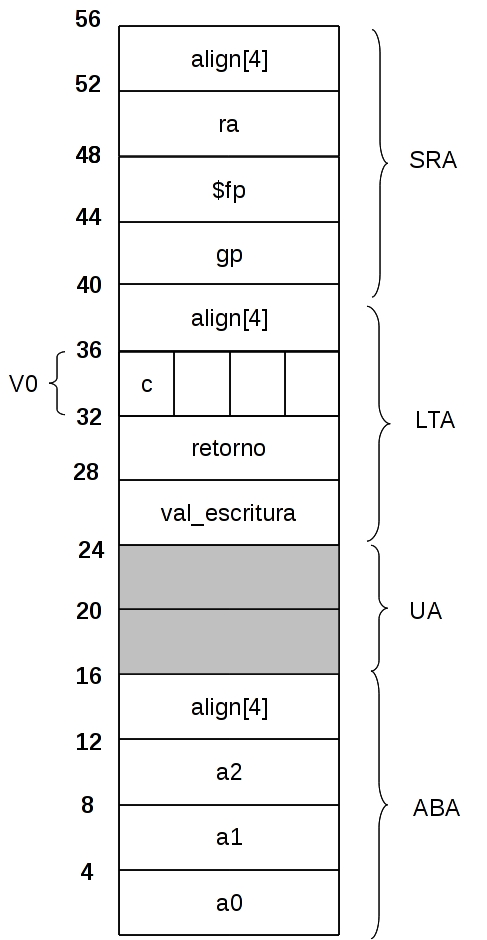 56
align[4]
52
ra
SRA
48
$fp
44
gp
40
align[4]
36
V0
c
32
LTA
retorno
28
val_escritura
24
20
UA
16
align[4]
12
a2
8
ABA
a1
4
a0